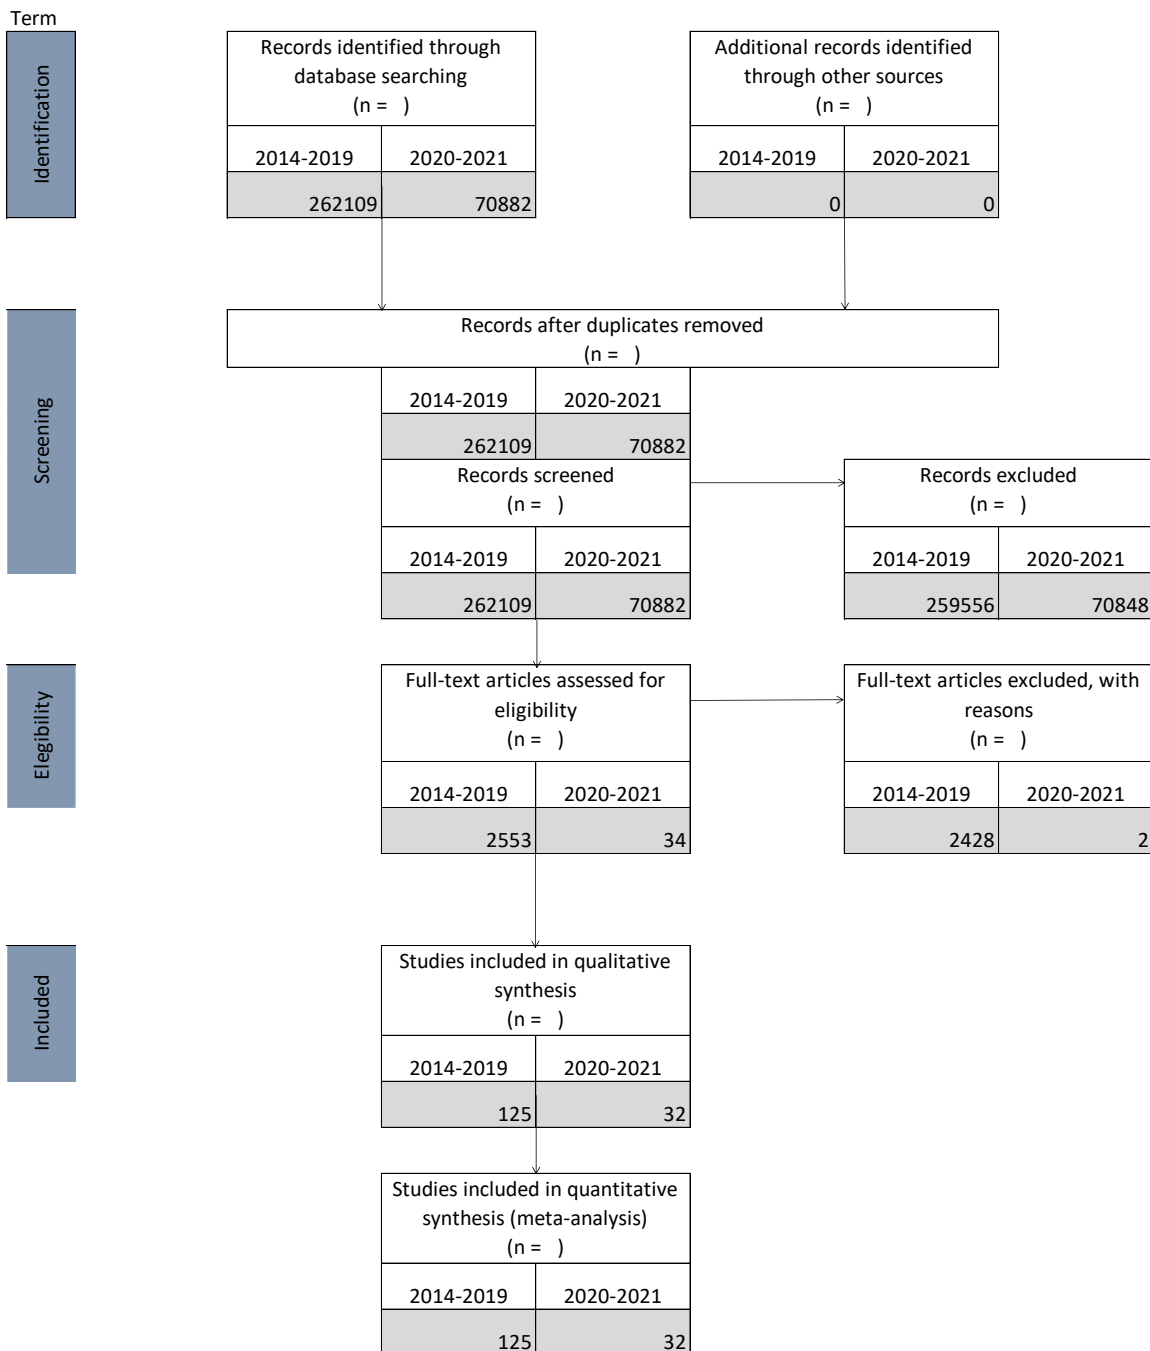 Term
Identification
Records identified through
database searching
(n =   )
2014-2019 2020-2021
262109 70882
Additional records identified
through other sources
(n =   )
2014-2019 2020-2021
0 0
Screening
Records after duplicates removed
(n =   )
2014-2019 2020-2021
262109 70882
Records screened
(n =   )
2014-2019 2020-2021
262109 70882
Records excluded
(n =   )
2014-2019 2020-2021
259556 70848
Elegibility
Full-text articles assessed for
eligibility
(n =   )
2014-2019 2020-2021
2553 34
Full-text articles excluded, with
reasons
(n =   )
2014-2019 2020-2021
2428 2
Included
Studies included in qualitative
synthesis
(n =   )
2014-2019 2020-2021
125 32
Studies included in quantitative
synthesis (meta-analysis)
(n =   )
2014-2019 2020-2021
125 32